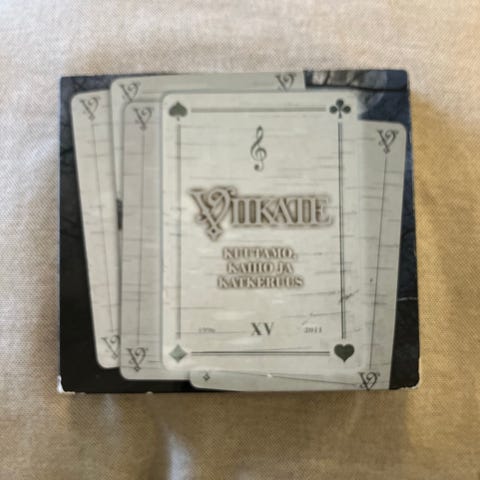 VIIKATE
KUUTAMO,
KAIHO JA
KATKERUUS
1996 XV 2011